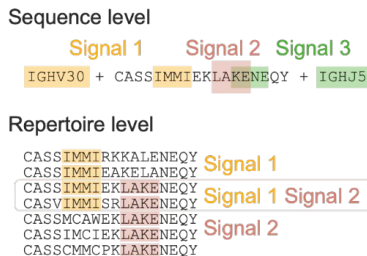 Sequence level
Signal 1 Signal 2 Signal 3
IGHV30 + CASSIMMIEKLAKENEQY + IGHJ5
Repertoire level
CASSIMMIRKKALENEQY
CASSIMMIEAKELANEQY
Signal 1
CASSIMMIEKLAKENEQY
CASVIMMISRLAKENEQY
Signal 1 Signal 2
CASSMCAWEKLAKENEQY
CASSIMCIEKLAKENEQY
CASSCMMCPKLAKENEQY
Signal 2